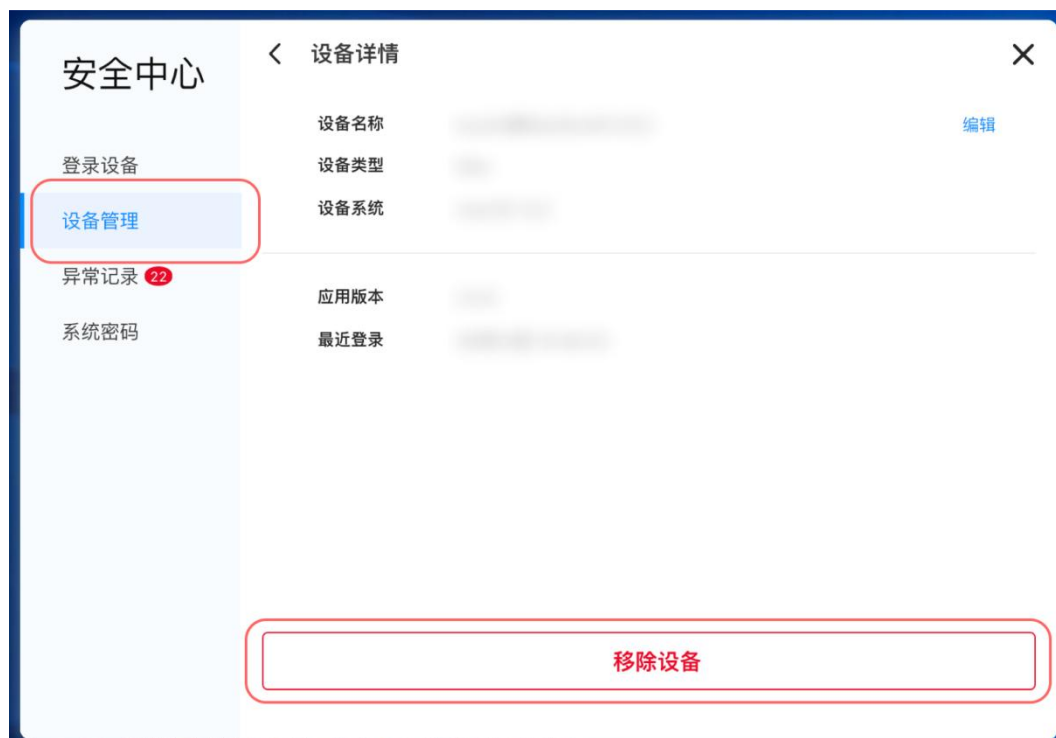 安全中心
登录设备
设备管理
异常记录 22
系统密码
设备详情
设备名称
编辑
设备类型
设备系统
应用版本
最近登录
移除设备